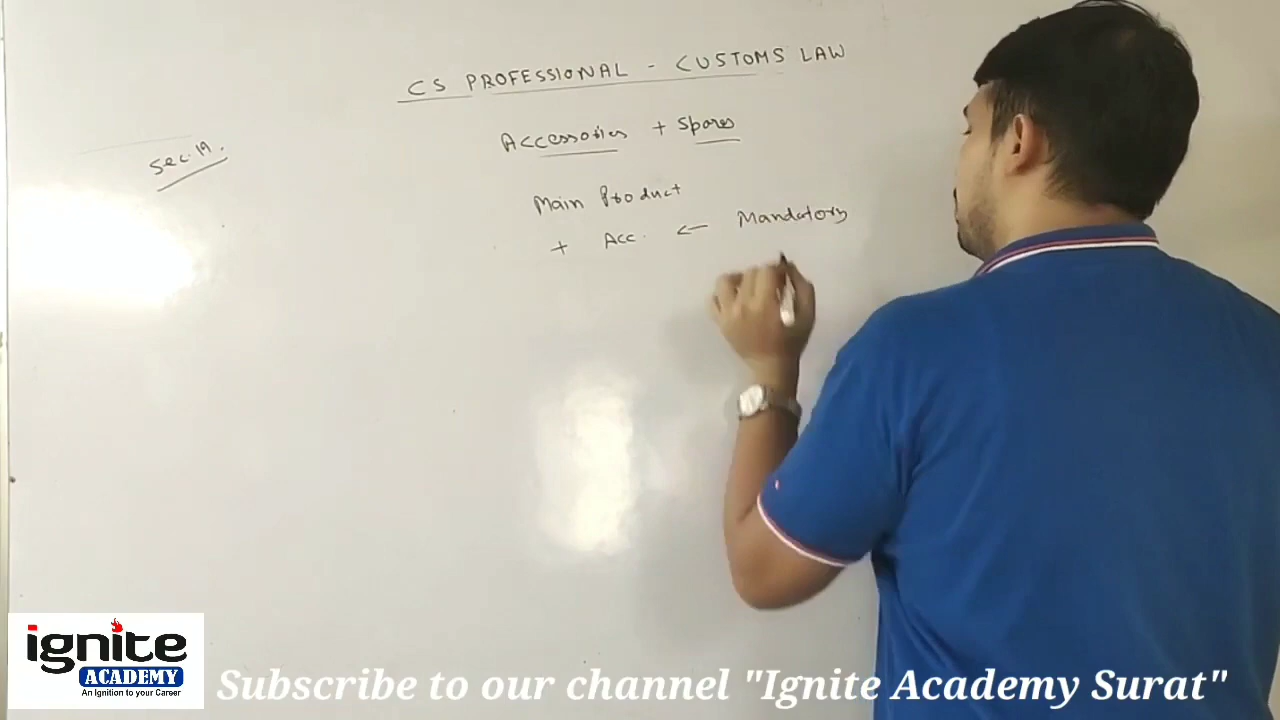 CS PROFESSIONAL - CUSTOMS LAW
Accessories + Spares
Sec. 19.
Main Product
+ Acc. ← Mandatory
ignite
ACADEMY
An Ignition to your Career
Subscribe to our channel "Ignite Academy Surat"